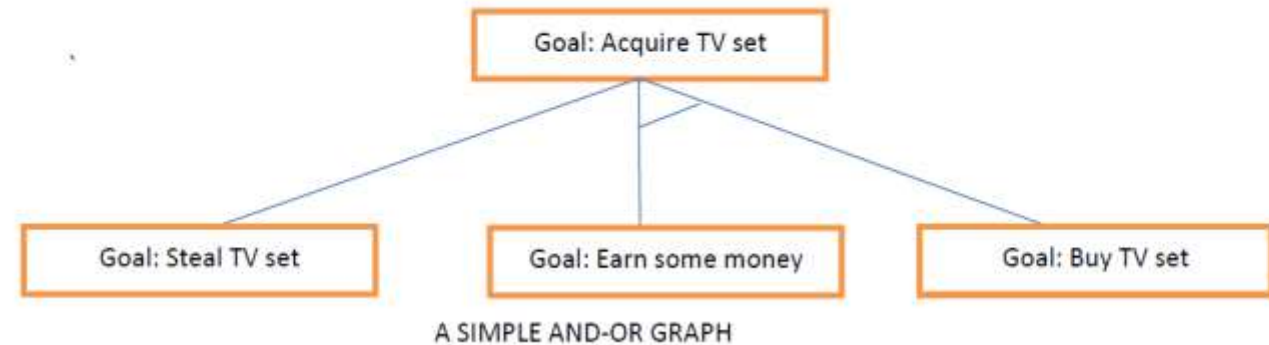 Goal: Acquire TV set
Goal: Steal TV set
Goal: Earn some money
Goal: Buy TV set
A SIMPLE AND-OR GRAPH